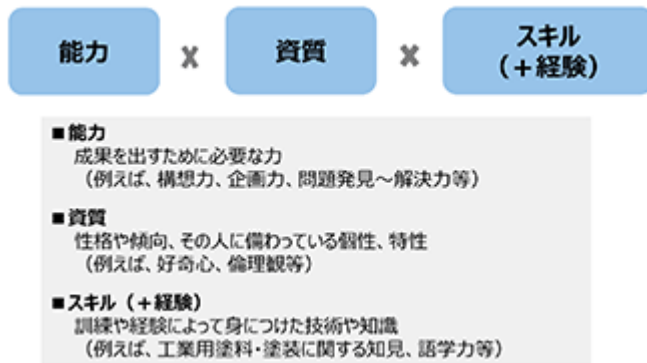 能力 x 資質 x スキル
（＋経験）
■能力
成果を出すために必要な力
（例えば、構想力、企画力、問題発見～解決力等）
■資質
性格や傾向、その人に備わっている個性、特性
（例えば、好奇心、倫理観等）
■スキル（＋経験）
訓練や経験によって身につけた技術や知識
（例えば、工業用塗料・塗装に関する知見、語学力等）